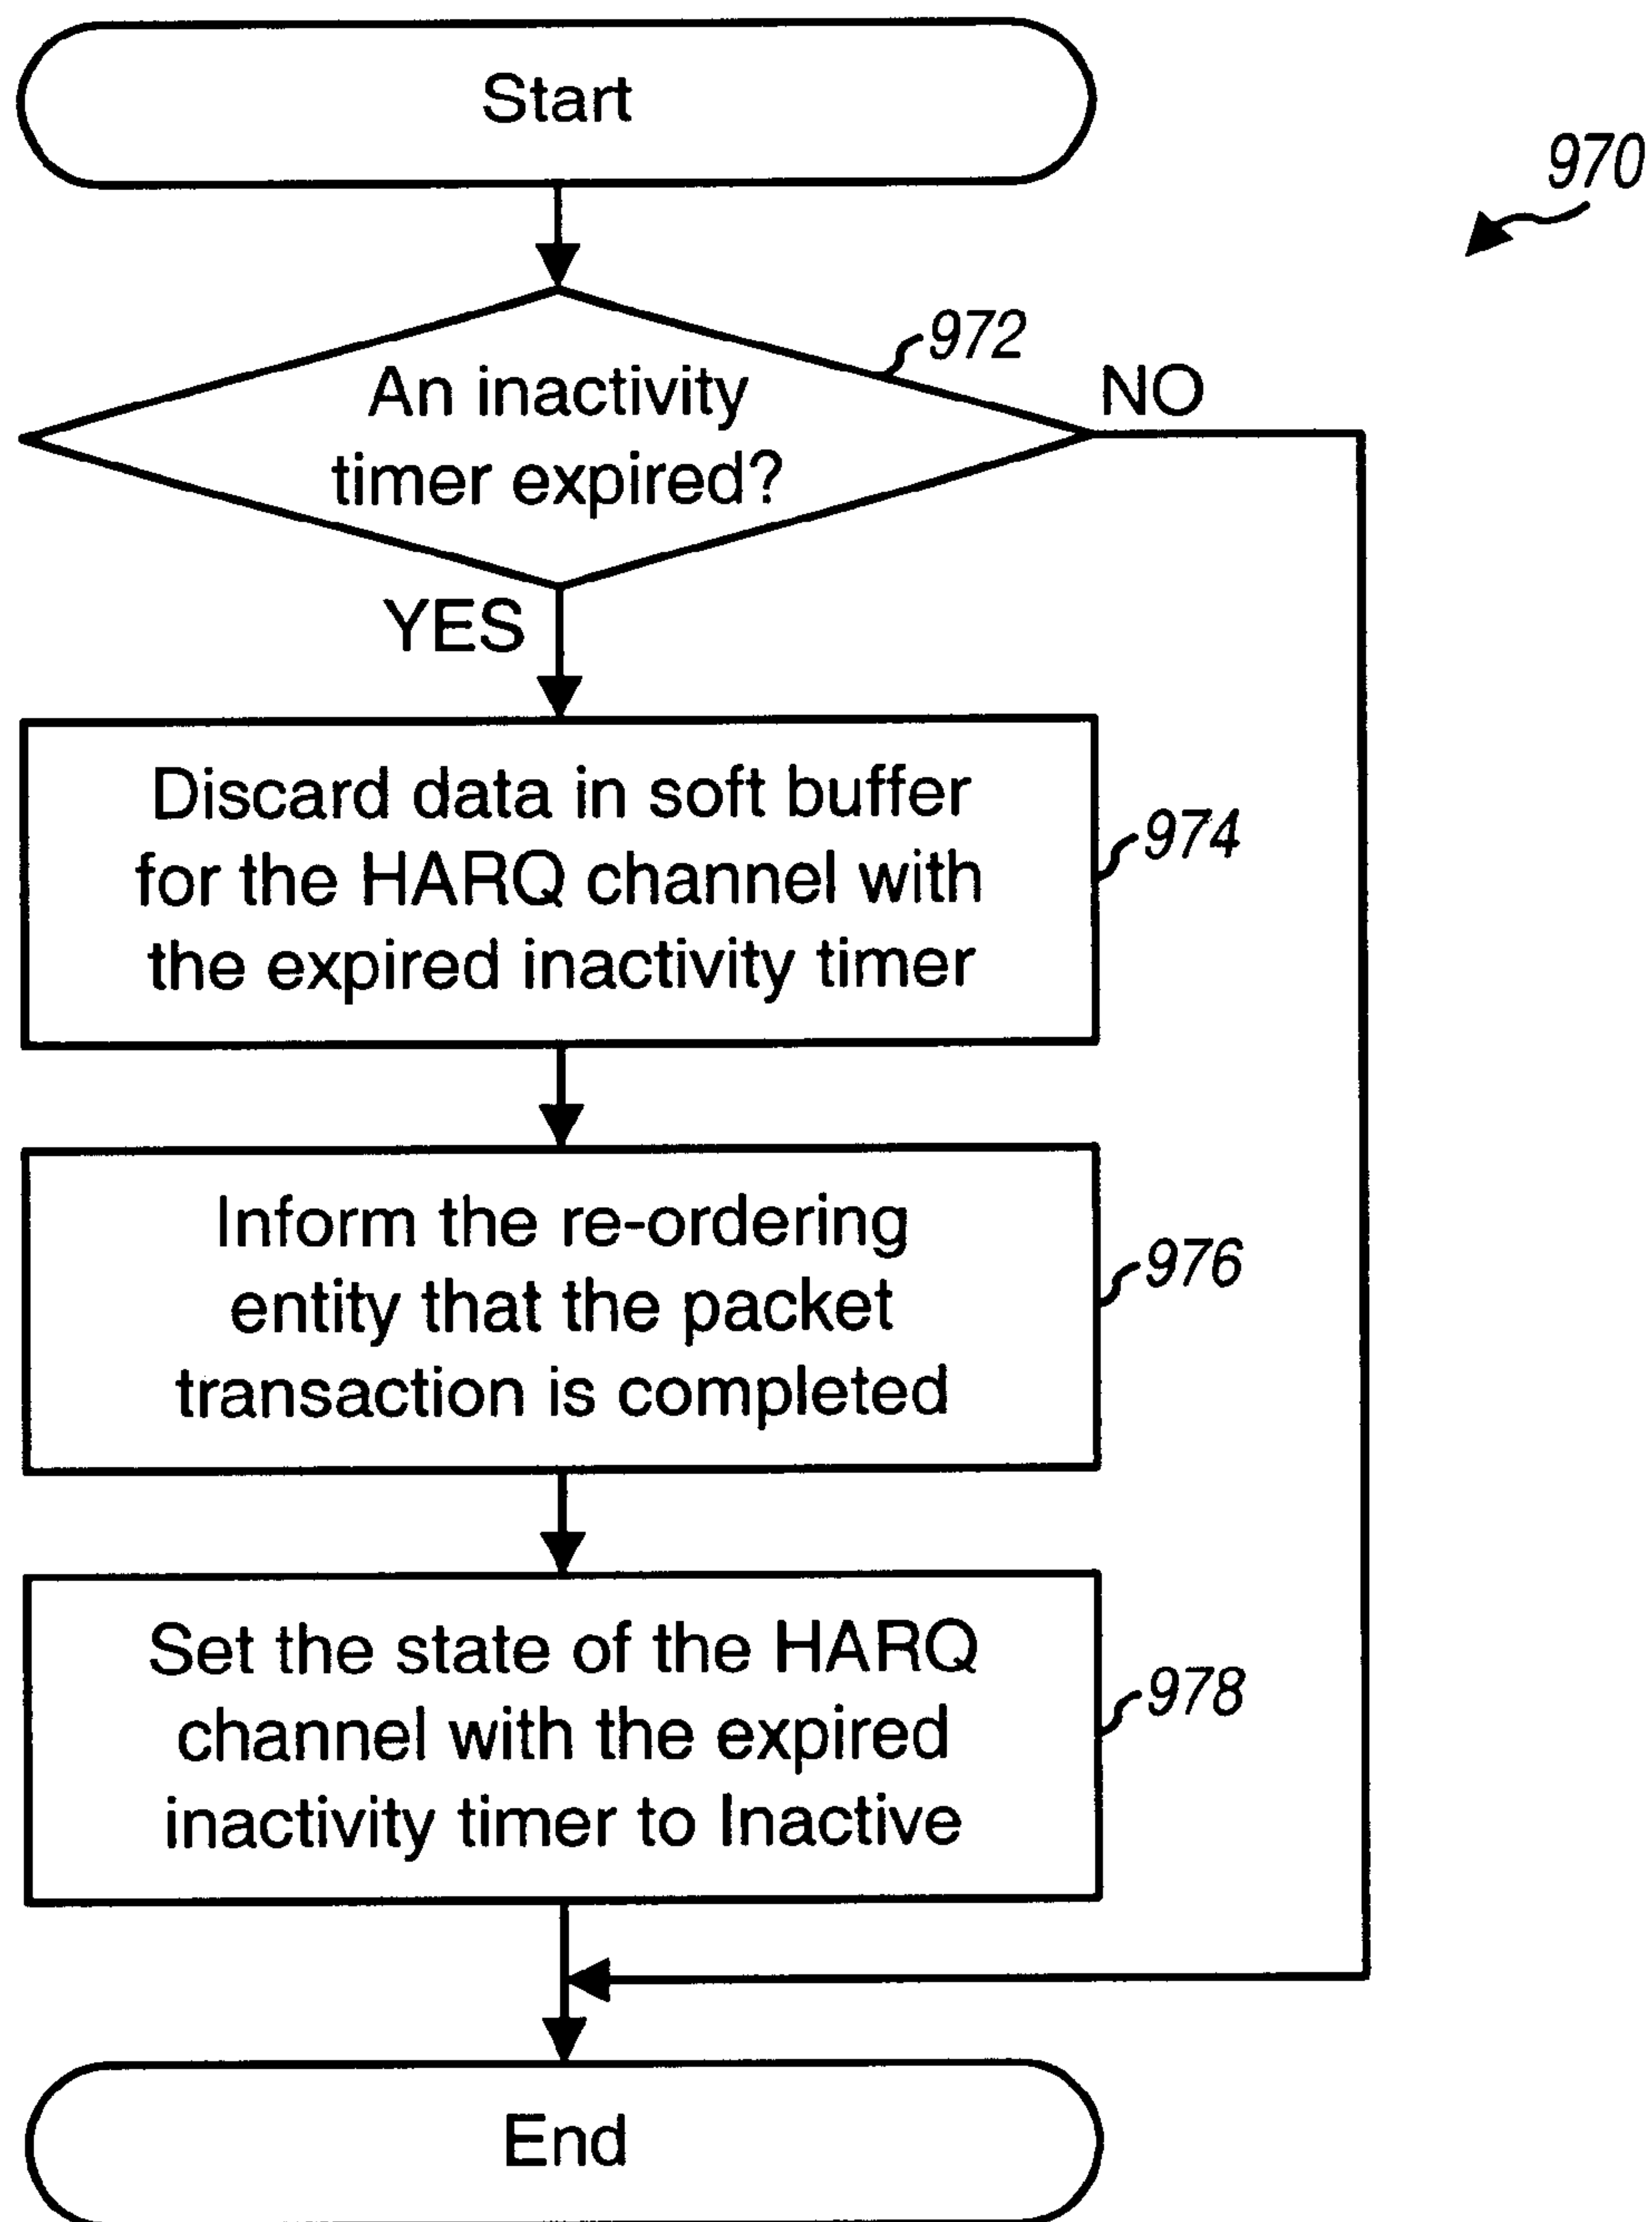 Start
970
972
An inactivity
timer expired?
NO
YES
Discard data in soft buffer
for the HARQ channel with
the expired inactivity timer
974
Inform the re-ordering
entity that the packet
transaction is completed
976
Set the state of the HARQ
channel with the expired
inactivity timer to Inactive
978
End